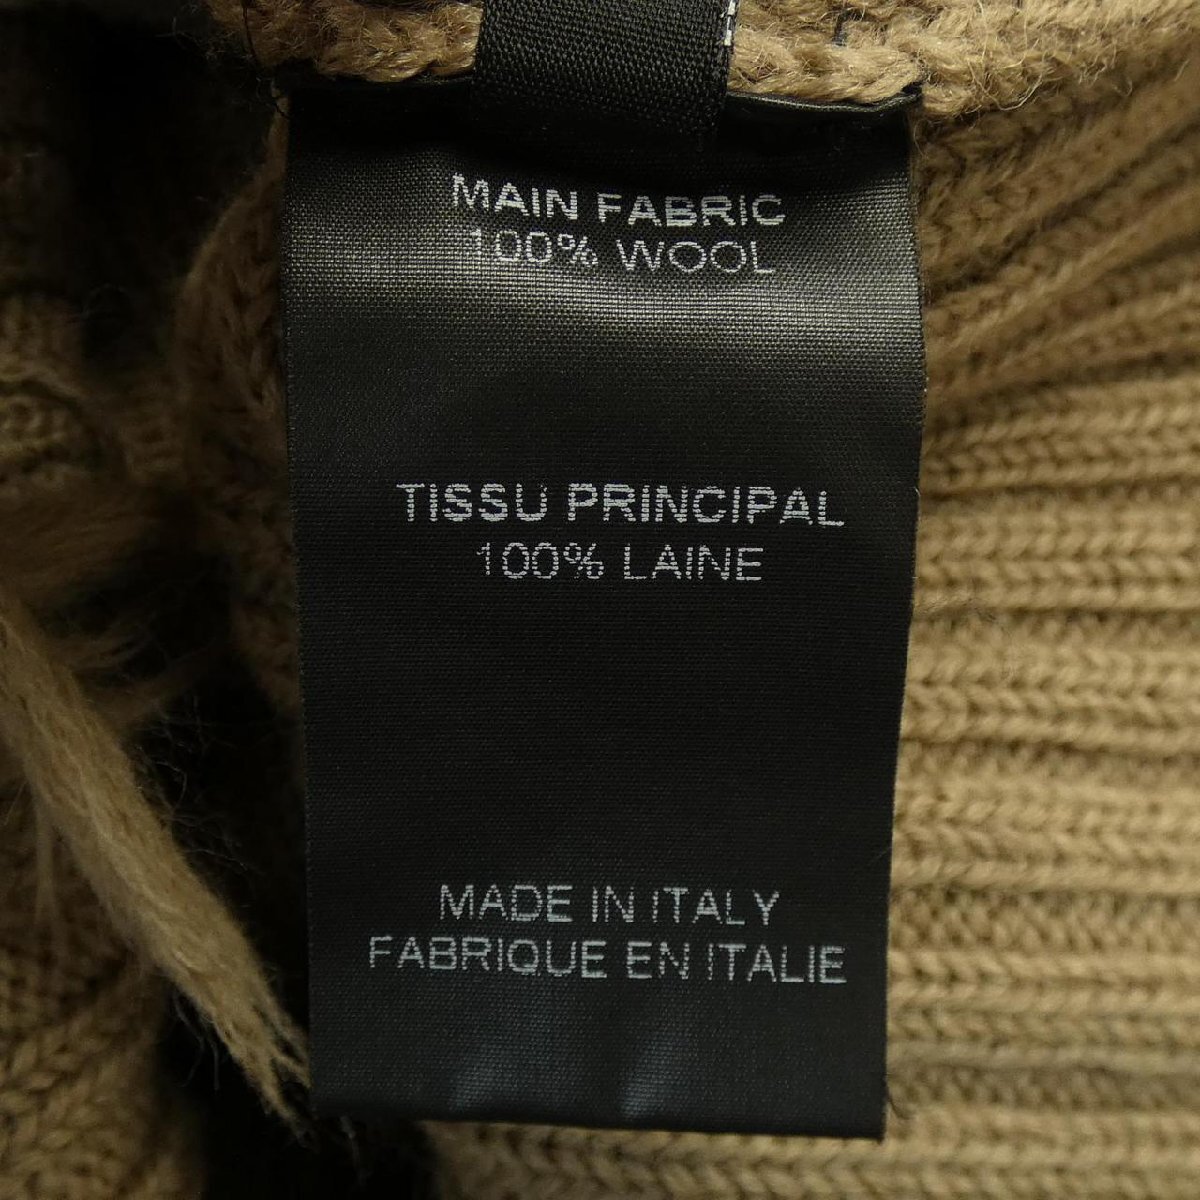 MAIN FABRIC
100% WOOL
TISSU PRINCIPAL
100% LAINE
MADE IN ITALY
FABRIQUE EN ITALIE